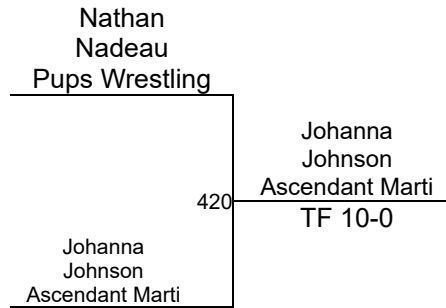 Nathan
Nadeau
Pups Wrestling
Johanna
Johnson
Ascendant Marti
420
TF 10-0
Johanna
Johnson
Ascendant Marti